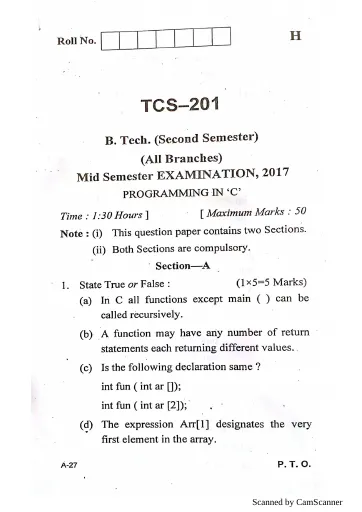 Roll No.
H
TCS–201
B. Tech. (Second Semester)
(All Branches)
Mid Semester EXAMINATION, 2017
PROGRAMMING IN ‘C’
Time : 1:30 Hours ] [ Maximum Marks : 50
Note : (i) This question paper contains two Sections.
(ii) Both Sections are compulsory.
Section—A
1. State True or False : (1×5=5 Marks)
(a) In C all functions except main ( ) can be
called recursively.
(b) A function may have any number of return
statements each returning different values.
(c) Is the following declaration same ?
int fun ( int ar []);
int fun ( int ar [2]);
(d) The expression Arr[1] designates the very
first element in the array.
A-27 P. T. O.
Scanned by CamScanner